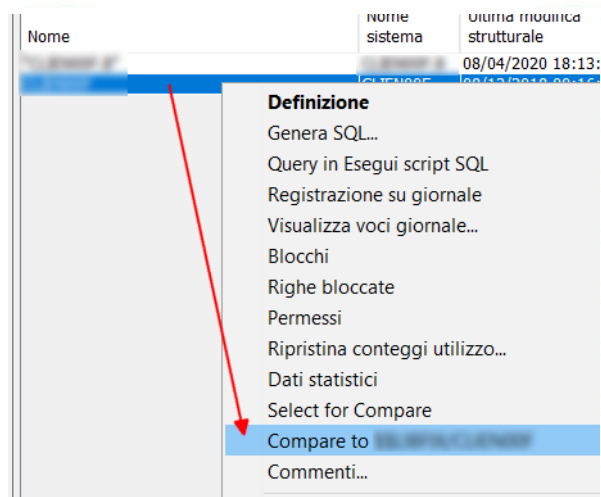 Nome Ultima modifica
Nome sistema strutturale
08/04/2020 18:13:
Definizione
Genera SQL...
Query in Esegui script SQL
Registrazione su giornale
Visualizza voci giornale...
Blocchi
Righe bloccate
Permessi
Ripristina conteggi utilizzo...
Dati statistici
Select for Compare
Compare to
Commenti...